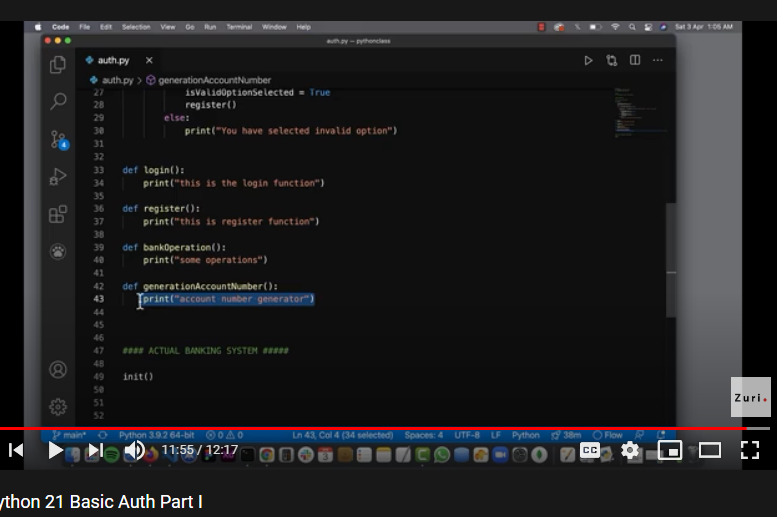 Code File Edit Selection View Go Run Terminal Window Help Sat 3 Apr 1:05 AM
auth.py — pythonclass
auth.py ×
auth.py > generationAccountNumber
27 isValidOptionSelected = True
28 register()
29 else:
30 print("You have selected invalid option")
31
32
33 def login():
34 print("this is the login function")
35
36 def register():
37 print("this is register function")
38
39 def bankOperation():
40 print("some operations")
41
42 def generationAccountNumber():
43 print("account number generator")
44
45
46
47 #### ACTUAL BANKING SYSTEM #####
48
49 init()
50
51
52
4
Zuri.
main* Python 3.9.2 64-bit 0 0 Ln 43, Col 4 (34 selected) Spaces: 4 UTF-8 LF Python 38m Flow
11:55 / 12:17 CC
ython 21 Basic Auth Part I